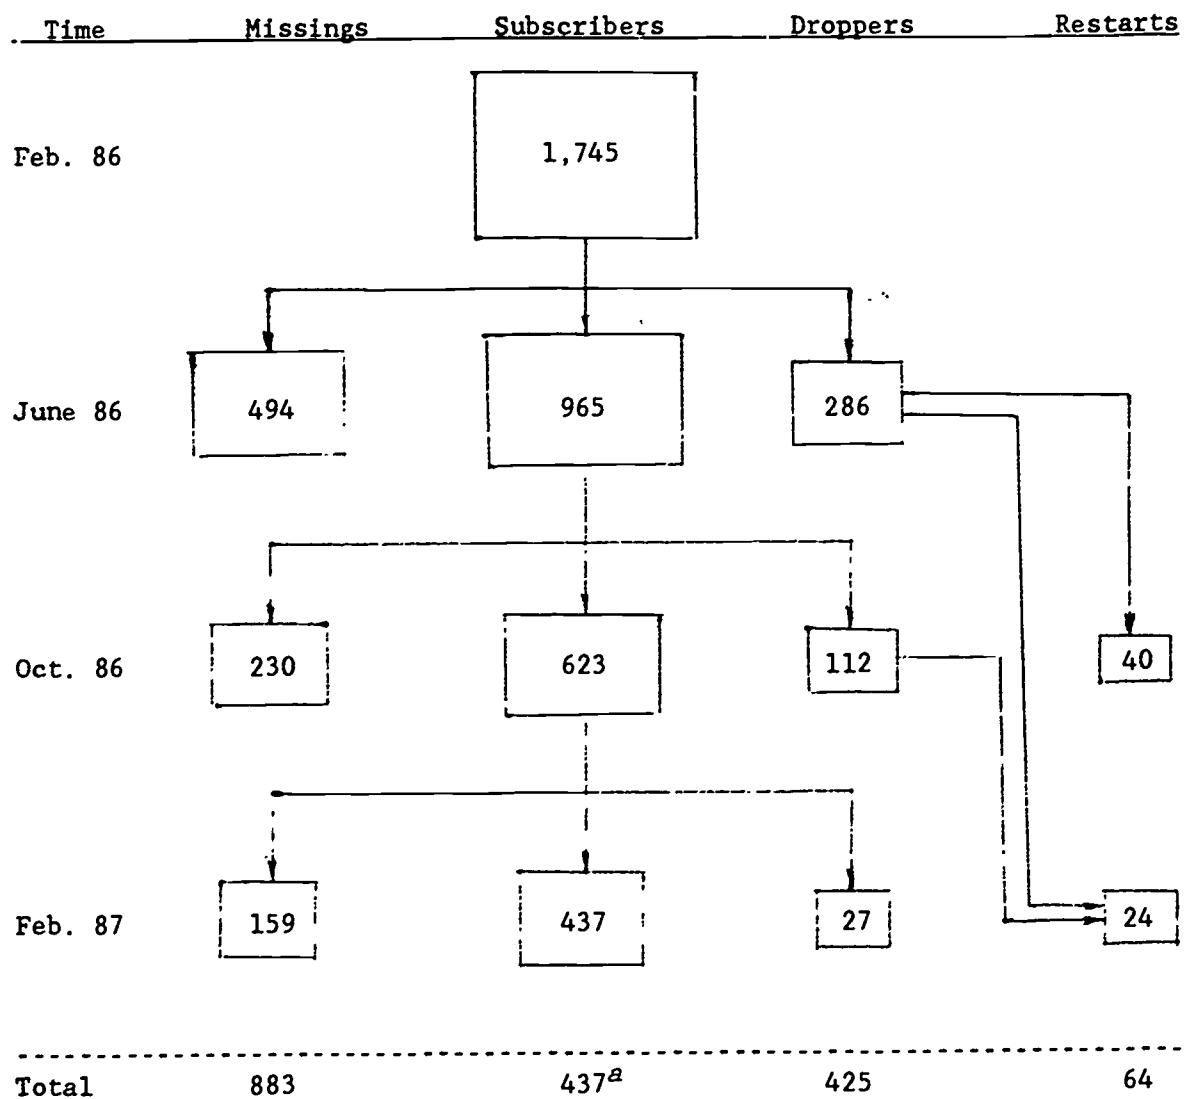 Time Missings Subscribers Droppers Restarts
Feb. 86 1,745
June 86 494 965 286
Oct. 86 230 623 112 40
Feb. 87 159 437 27 24
Total 883 437a 425 64